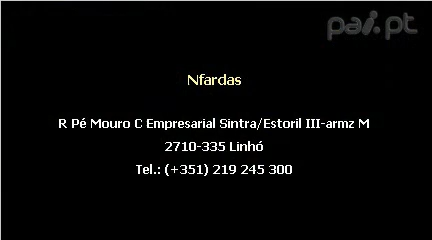 pai.pt
Nfardas
R Pé Mouro C Empresarial Sintra/Estoril III-armz M
2710-335 Linhó
Tel.: (+351) 219 245 300